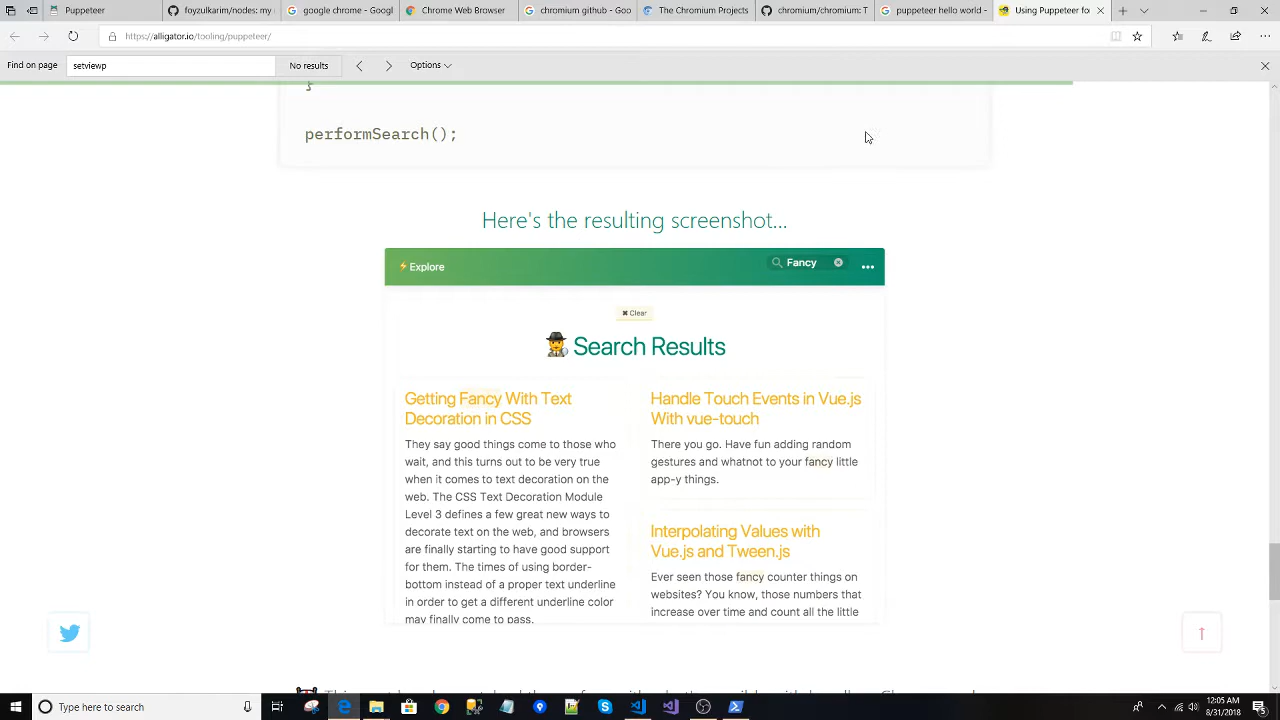 Puppeteer
foyulkarim/nodes.my
google chrome - Googl
Chrome Web Browser -
chromium github - Goo
The Chromium Projects
chromium/chromium: T
puppeteer hello world -
Using Puppeteer fo
https://alligator.io/tooling/puppeteer/
Find on page
setviewp
No results
Options
}
performSearch();
Here's the resulting screenshot...
Explore
Fancy
✖ Clear
Search Results
Getting Fancy With Text
Decoration in CSS
They say good things come to those who
wait, and this turns out to be very true
when it comes to text decoration on the
web. The CSS Text Decoration Module
Level 3 defines a few great new ways to
decorate text on the web, and browsers
are finally starting to have good support
for them. The times of using border-
bottom instead of a proper text underline
in order to get a different underline color
may finally come to pass.
Handle Touch Events in Vue.js
With vue-touch
There you go. Have fun adding random
gestures and whatnot to your fancy little
app-y things.
Interpolating Values with
Vue.js and Tween.js
Ever seen those fancy counter things on
websites? You know, those numbers that
increase over time and count all the little
Type here to search
12:05 AM
8/31/2018